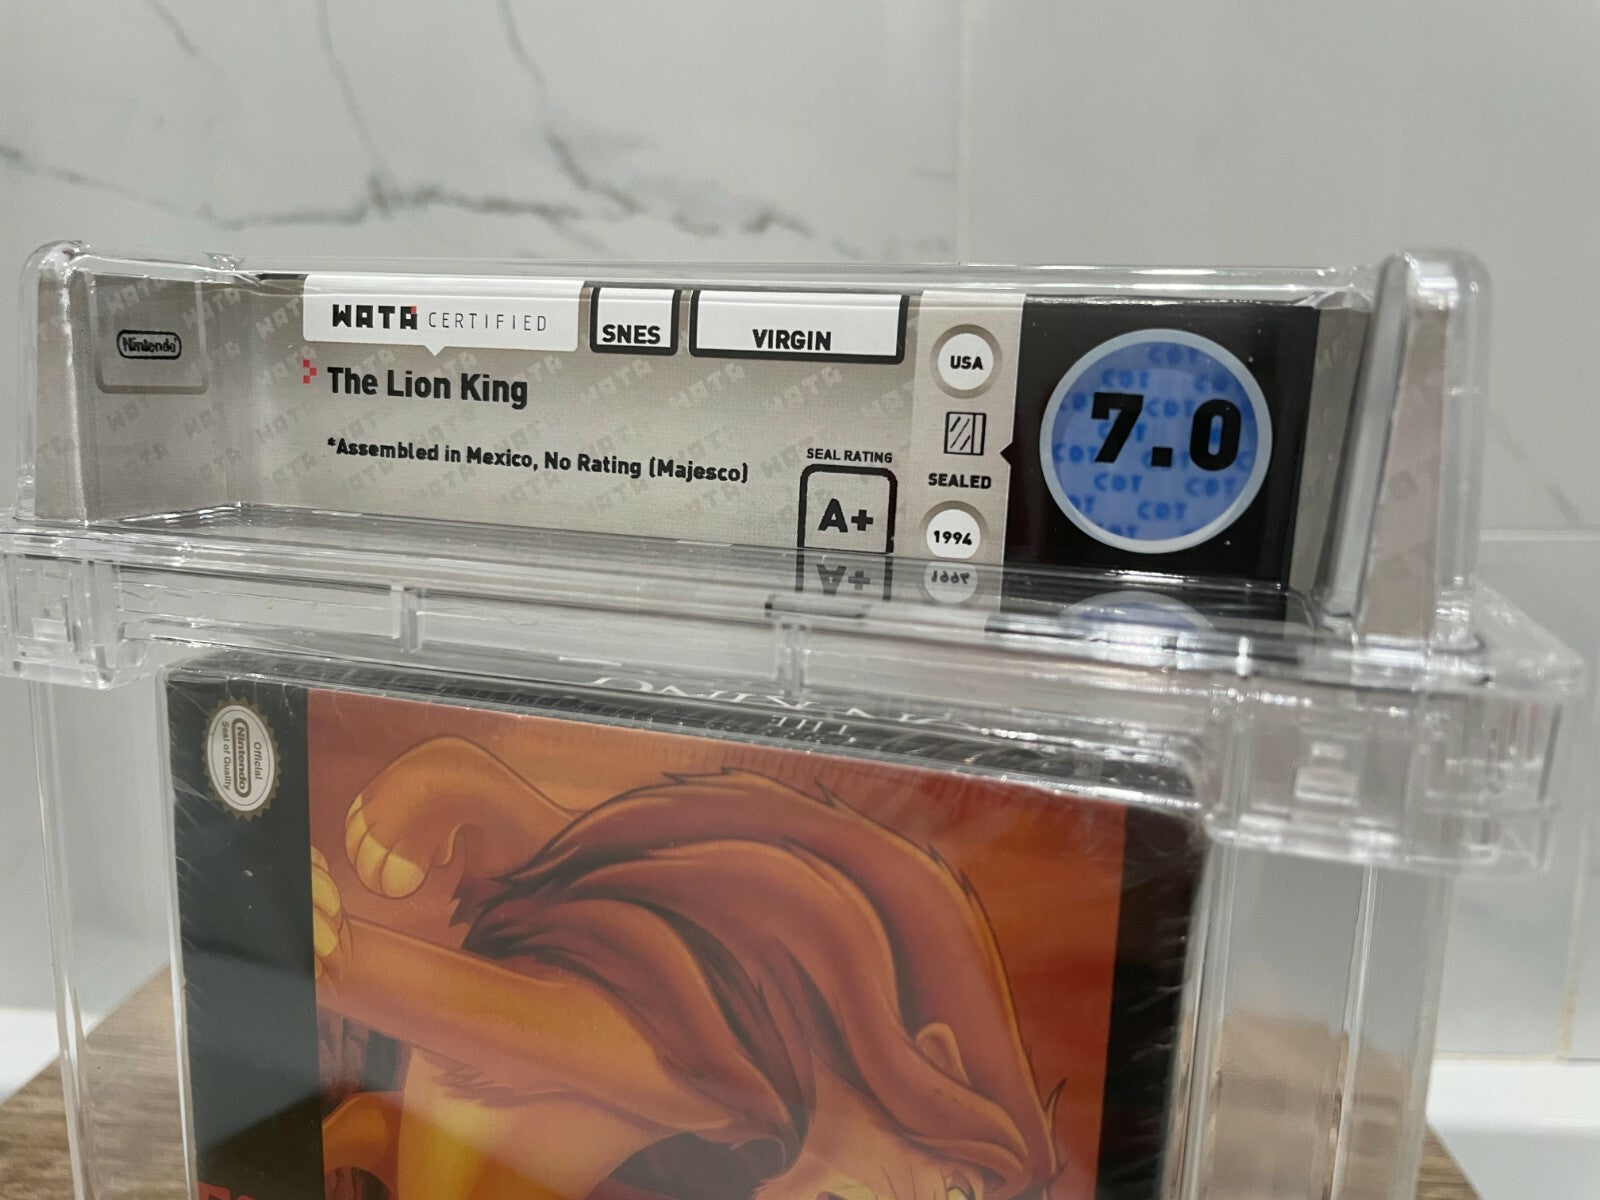 Nintendo
WATA CERTIFIED
SNES
VIRGIN
The Lion King
*Assembled in Mexico, No Rating (Majesco)
SEAL RATING
A+
USA
SEALED
1994
7.0
Official
Nintendo
Seal of Quality
THE